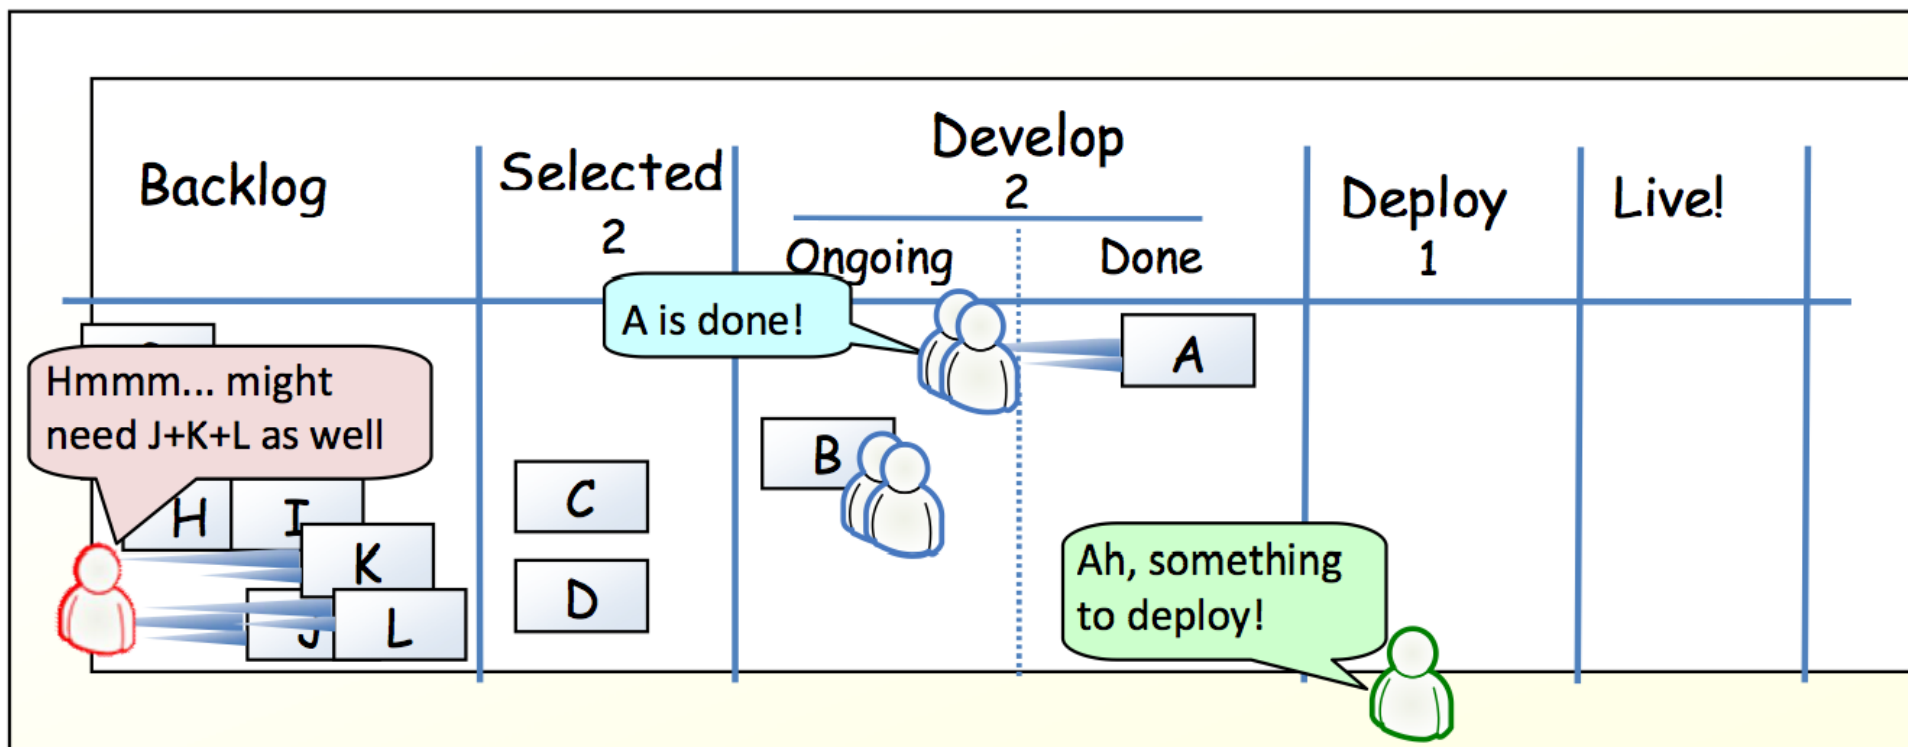 Backlog
Selected
2
Develop
2
Ongoing
Done
Deploy
1
Live!
A is done!
A
Hmmm... might
need J+K+L as well
B
C
H
I
K
D
J
L
Ah, something
to deploy!